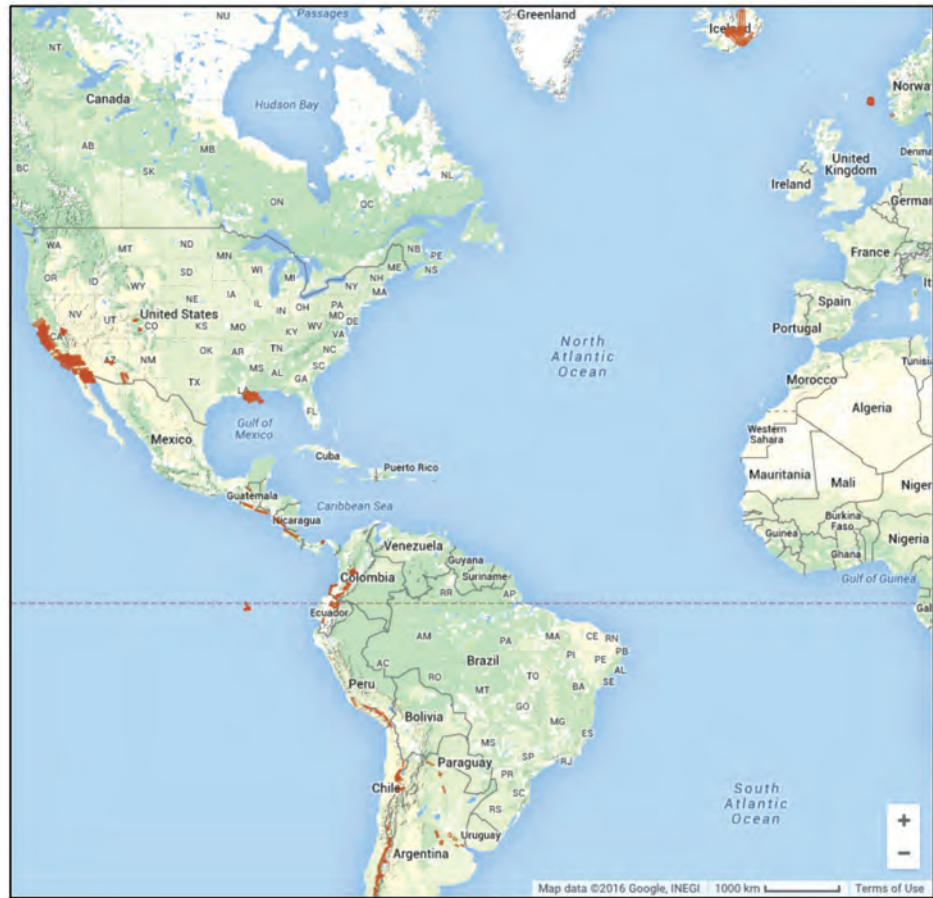 Passages
NU
Greenland
Iceland
NT
Norway
Canada
Hudson Bay
AB
MB
BC
SK
NL
ON
QC
United
Kingdom
Denma
Ireland
German
WA
MT
ND
MN
NB
PE
NS
ME
OR
ID
SD
WI
MI
NH
France
WY
NY
MA
NE
IA
IL
IN
OH
PA
MD
DE
NV
UT
United States
CO
KS
MO
KY
WV
VA
It
Spain
Portugal
CA
AZ
NM
OK
AR
TN
NC
SC
MS
AL
GA
North
Atlantic
Ocean
Tunisia
Morocco
TX
LA
FL
Algeria
Gulf of
Mexico
Western
Sahara
Mexico
Cuba
Puerto Rico
Mauritania
Mali
Niger
Guatemala
Caribbean Sea
Nicaragua
Burkina
Faso
Guinea
Ghana
Nigeria
Venezuela
Guyana
Suriname
Colombia
Gulf of Guinea
RR
AP
Ecuador
Gab
AM
PA
MA
CE
RN
PB
PI
PE
AL
SE
AC
Brazil
TO
RO
Peru
MT
BA
Bolivia
GO
MG
MS
ES
SP
RJ
Paraguay
PR
SC
Chile
RS
South
Atlantic
Ocean
Uruguay
Argentina
+
−
Map data ©2016 Google, INEGI
1000 km
Terms of Use